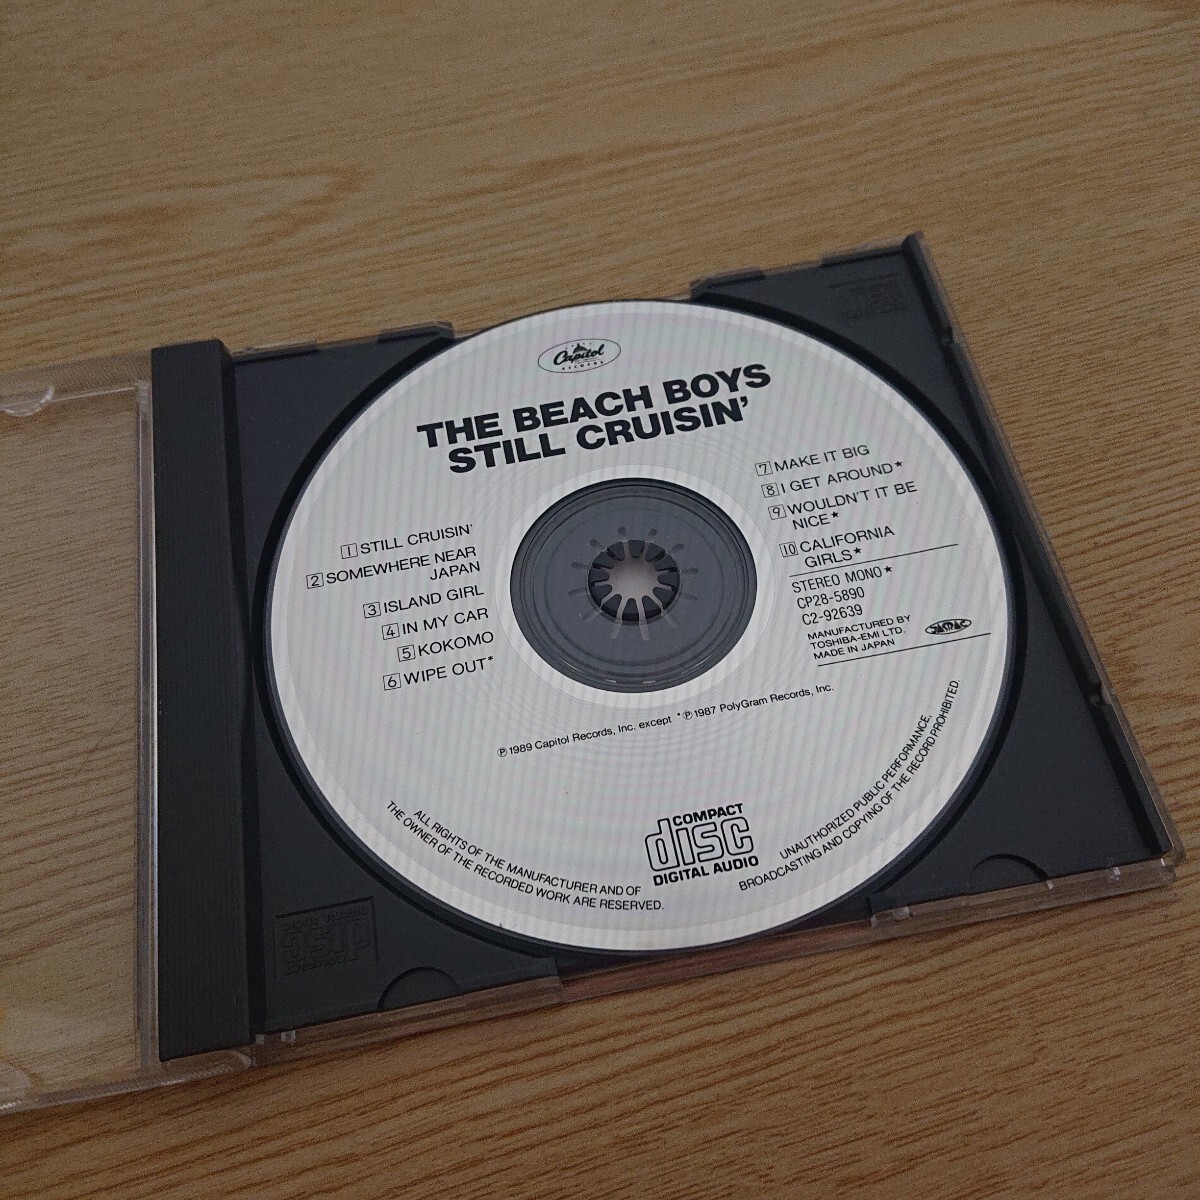 Capitol
RECORDS
THE BEACH BOYS
STILL CRUISIN'
1 STILL CRUISIN'
2 SOMEWHERE NEAR
JAPAN
3 ISLAND GIRL
4 IN MY CAR
5 KOKOMO
6 WIPE OUT*
7 MAKE IT BIG
8 I GET AROUND★
9 WOULDN'T IT BE
NICE★
10 CALIFORNIA
GIRLS★
STEREO MONO★
CP28-5890
C2-92639
MANUFACTURED BY
TOSHIBA-EMI LTD.
MADE IN JAPAN
JASRAC
Ⓟ1989 Capitol Records, Inc. except *Ⓟ1987 PolyGram Records, Inc.
ALL RIGHTS OF THE MANUFACTURER AND OF
THE OWNER OF THE RECORDED WORK ARE RESERVED.
COMPACT
disc
DIGITAL AUDIO
UNAUTHORIZED PUBLIC PERFORMANCE,
BROADCASTING AND COPYING OF THE RECORD PROHIBITED.